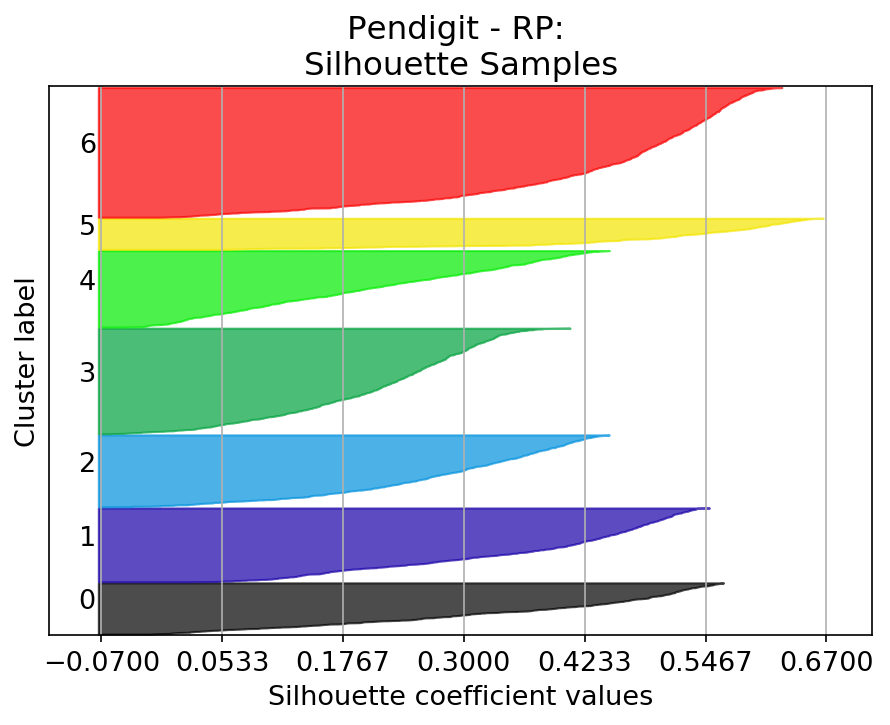 Pendigit - RP:
Silhouette Samples
Cluster label
6
5
4
3
2
1
0
−0.0700 0.0533 0.1767 0.3000 0.4233 0.5467 0.6700
Silhouette coefficient values